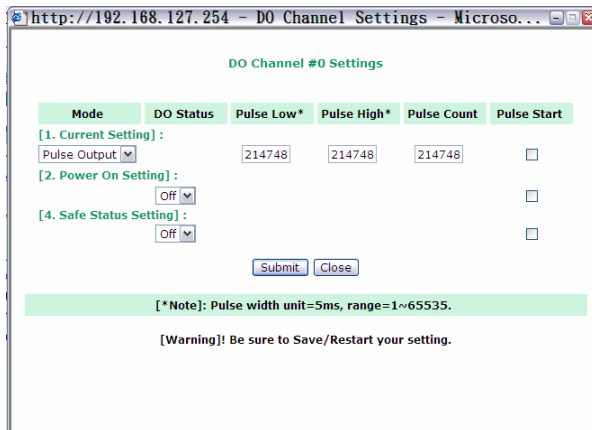 http://192.168.127.254 - DO Channel Settings - Microso...
DO Channel #0 Settings
Mode DO Status Pulse Low* Pulse High* Pulse Count Pulse Start
[1. Current Setting] :
Pulse Output 214748 214748 214748
[2. Power On Setting] :
Off
[4. Safe Status Setting] :
Off
Submit Close
[*Note]: Pulse width unit=5ms, range=1~65535.
[Warning]! Be sure to Save/Restart your setting.